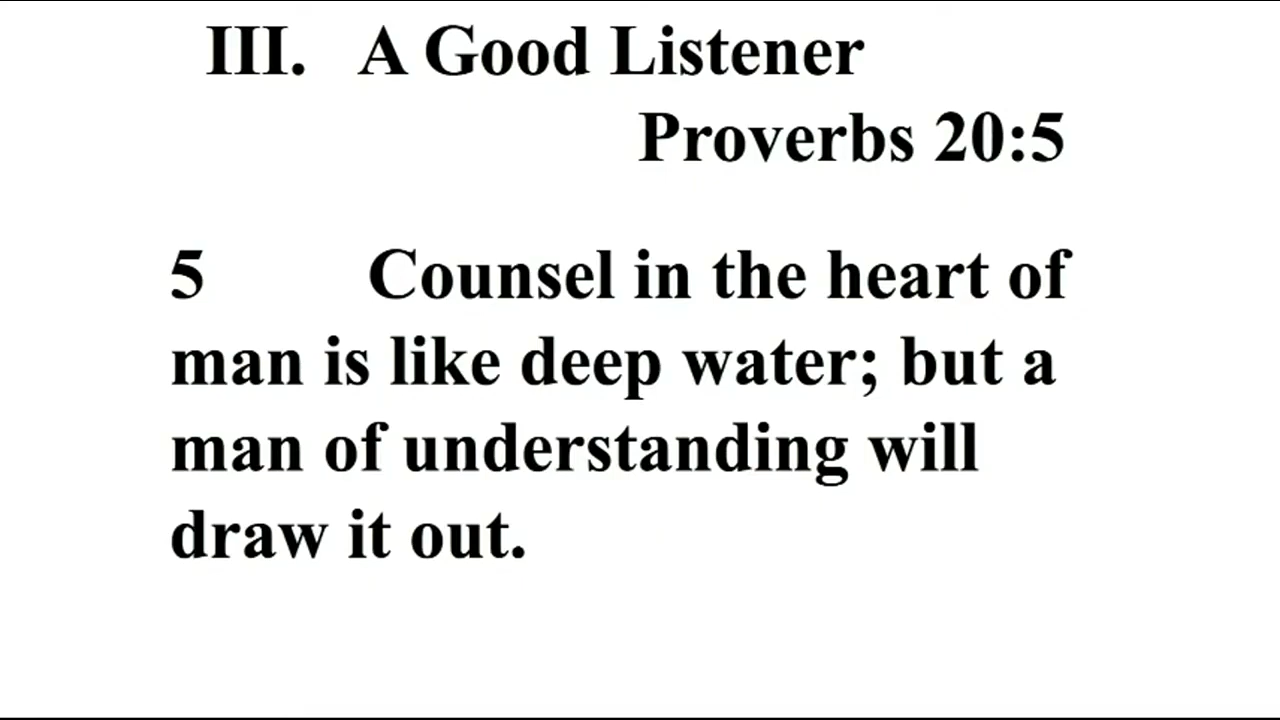 III. A Good Listener
Proverbs 20:5
5 Counsel in the heart of
man is like deep water; but a
man of understanding will
draw it out.